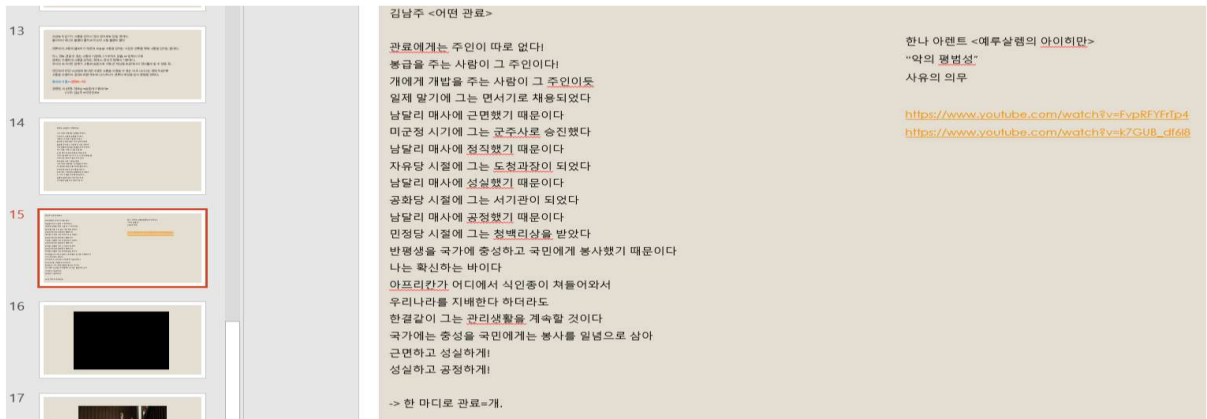 13
14
15
16
17
김남주 <어떤 관료>
관료에게는 주인이 따로 없다!
봉급을 주는 사람이 그 주인이다!
개에게 개밥을 주는 사람이 그 주인이듯
일제 말기에 그는 면서기로 채용되었다
남달리 매사에 근면했기 때문이다
미군정 시기에 그는 군주사로 승진했다
남달리 매사에 정직했기 때문이다
자유당 시절에 그는 도청과장이 되었다
남달리 매사에 성실했기 때문이다
공화당 시절에 그는 서기관이 되었다
남달리 매사에 공정했기 때문이다
민정당 시절에 그는 청백리상을 받았다
반평생을 국가에 충성하고 국민에게 봉사했기 때문이다
나는 확신하는 바이다
아프리칸가 어디에서 식인종이 쳐들어와서
우리나라를 지배한다 하더라도
한결같이 그는 관리생활을 계속할 것이다
국가에는 충성을 국민에게는 봉사를 일념으로 삼아
근면하고 성실하게!
성실하고 공정하게!
-> 한 마디로 관료=개.
한나 아렌트 <예루살렘의 아이히만>
"악의 평범성"
사유의 의무
https://www.youtube.com/watch?v=FvpRFYFrTp4
https://www.youtube.com/watch?v=k7GUB_df6I8